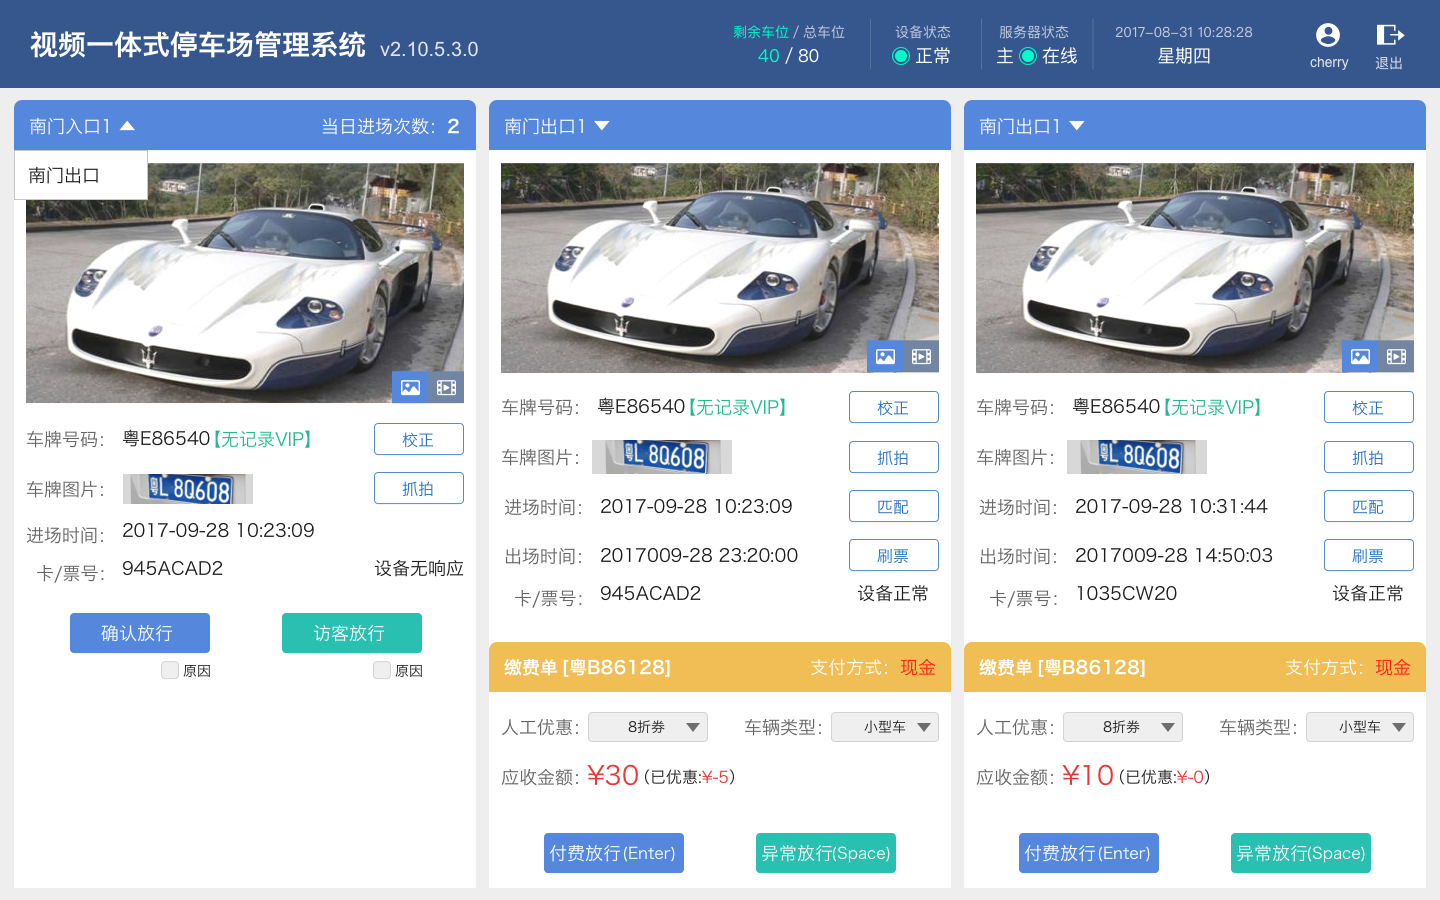 视频一体式停车场管理系统 v2.10.5.3.0
剩余车位 / 总车位
40 / 80
设备状态
正常
服务器状态
主 在线
2017-08-31 10:28:28
星期四
cherry
退出
南门入口1
当日进场次数：2
南门出口
车牌号码： 粤E86540【无记录VIP】
校正
车牌图片： 粤L 8Q608
抓拍
进场时间： 2017-09-28 10:23:09
卡/票号： 945ACAD2
设备无响应
确认放行
访客放行
原因
原因
南门出口1
车牌号码： 粤E86540【无记录VIP】
校正
车牌图片： 粤L 8Q608
抓拍
进场时间： 2017-09-28 10:23:09
匹配
出场时间： 2017009-28 23:20:00
刷票
卡/票号： 945ACAD2
设备正常
缴费单 [粤B86128]
支付方式： 现金
人工优惠： 8折券
车辆类型： 小型车
应收金额： ¥30 (已优惠:¥-5)
付费放行(Enter)
异常放行(Space)
南门出口1
车牌号码： 粤E86540【无记录VIP】
校正
车牌图片： 粤L 8Q608
抓拍
进场时间： 2017-09-28 10:31:44
匹配
出场时间： 2017009-28 14:50:03
刷票
卡/票号： 1035CW20
设备正常
缴费单 [粤B86128]
支付方式： 现金
人工优惠： 8折券
车辆类型： 小型车
应收金额： ¥10 (已优惠:¥-0)
付费放行(Enter)
异常放行(Space)